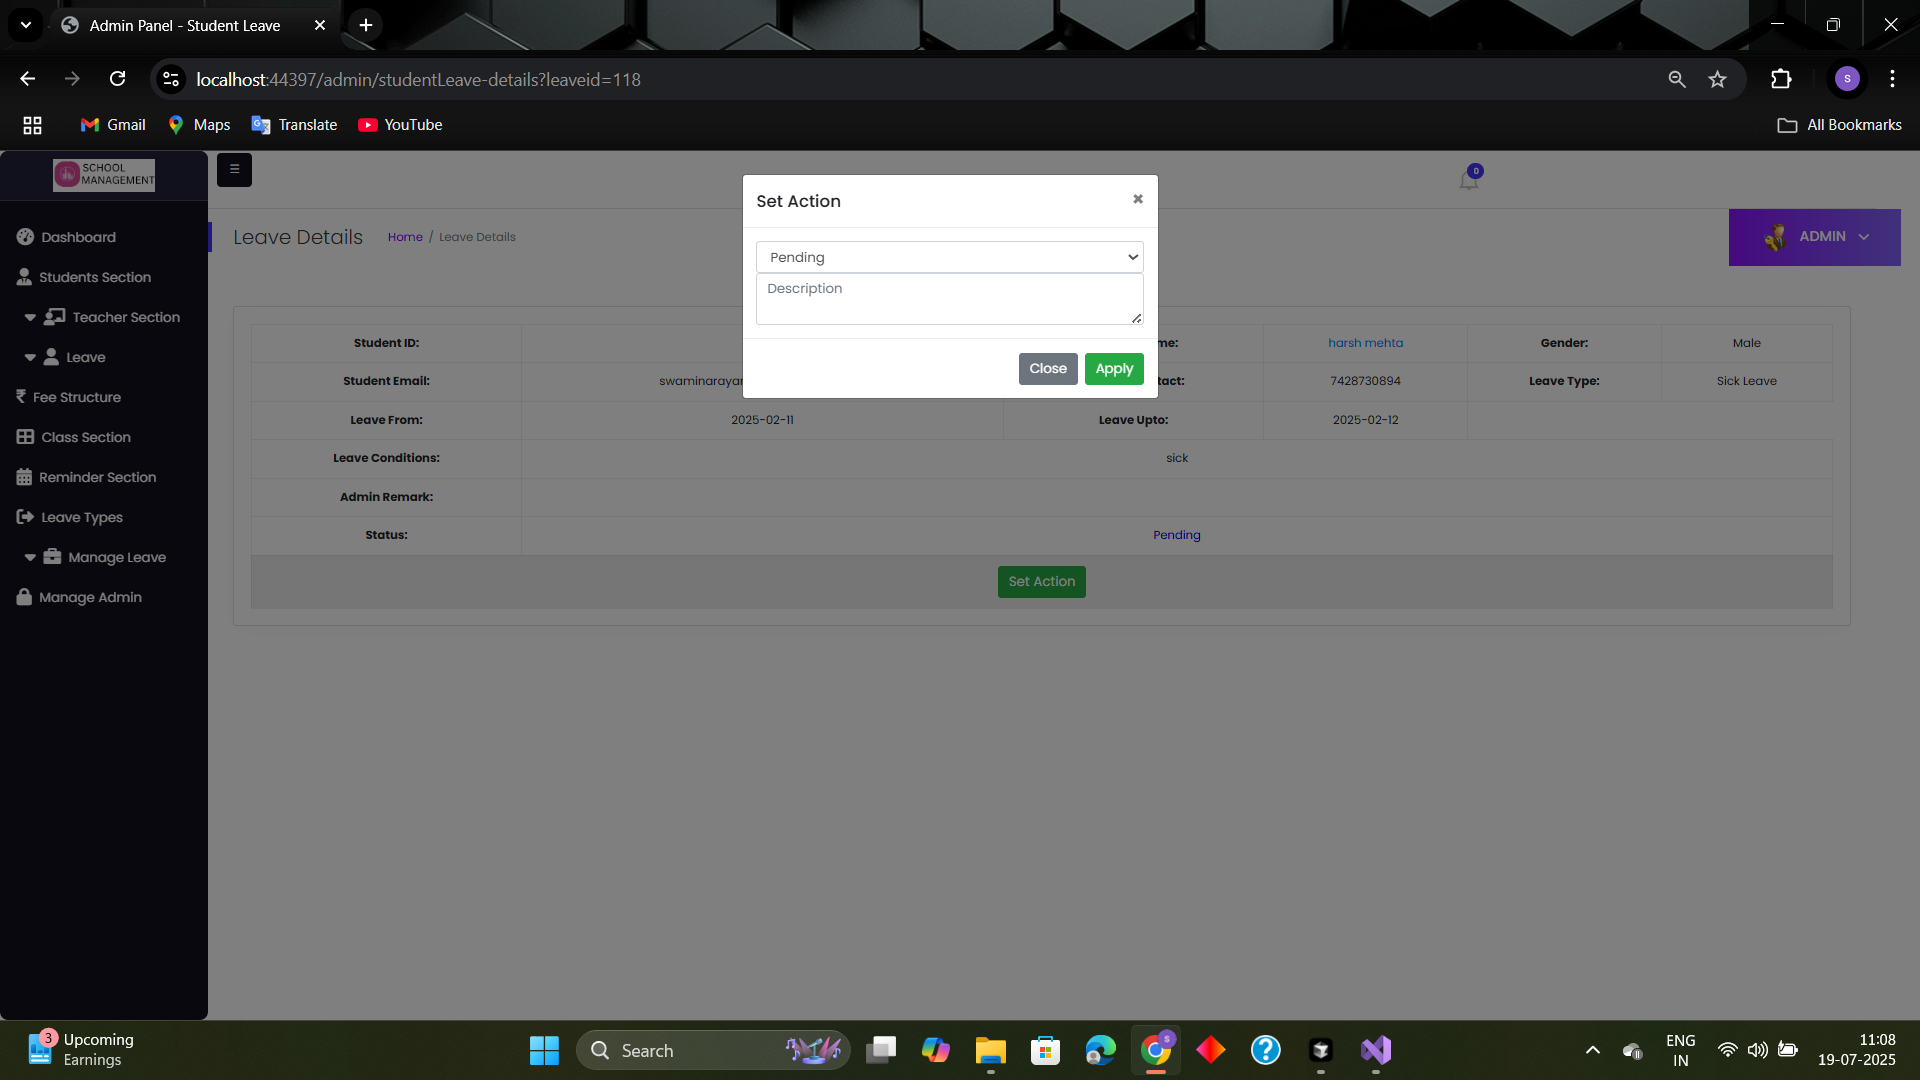 Admin Panel - Student Leave
localhost:44397/admin/studentLeave-details?leaveid=118
S
Gmail
Maps
Translate
YouTube
All Bookmarks
SCHOOL
MANAGEMENT
0
Set Action
Leave Details
Home / Leave Details
ADMIN
Pending
Description
Close
Apply
Dashboard
Students Section
Teacher Section
Leave
Fee Structure
Class Section
Reminder Section
Leave Types
Manage Leave
Manage Admin
Student ID: me: harsh mehta Gender: Male
Student Email: swaminarayan tact: 7428730894 Leave Type: Sick Leave
Leave From: 2025-02-11 Leave Upto: 2025-02-12
Leave Conditions: sick
Admin Remark:
Status: Pending
Set Action
3
Upcoming
Earnings
Search
S
ENG
IN
11:08
19-07-2025